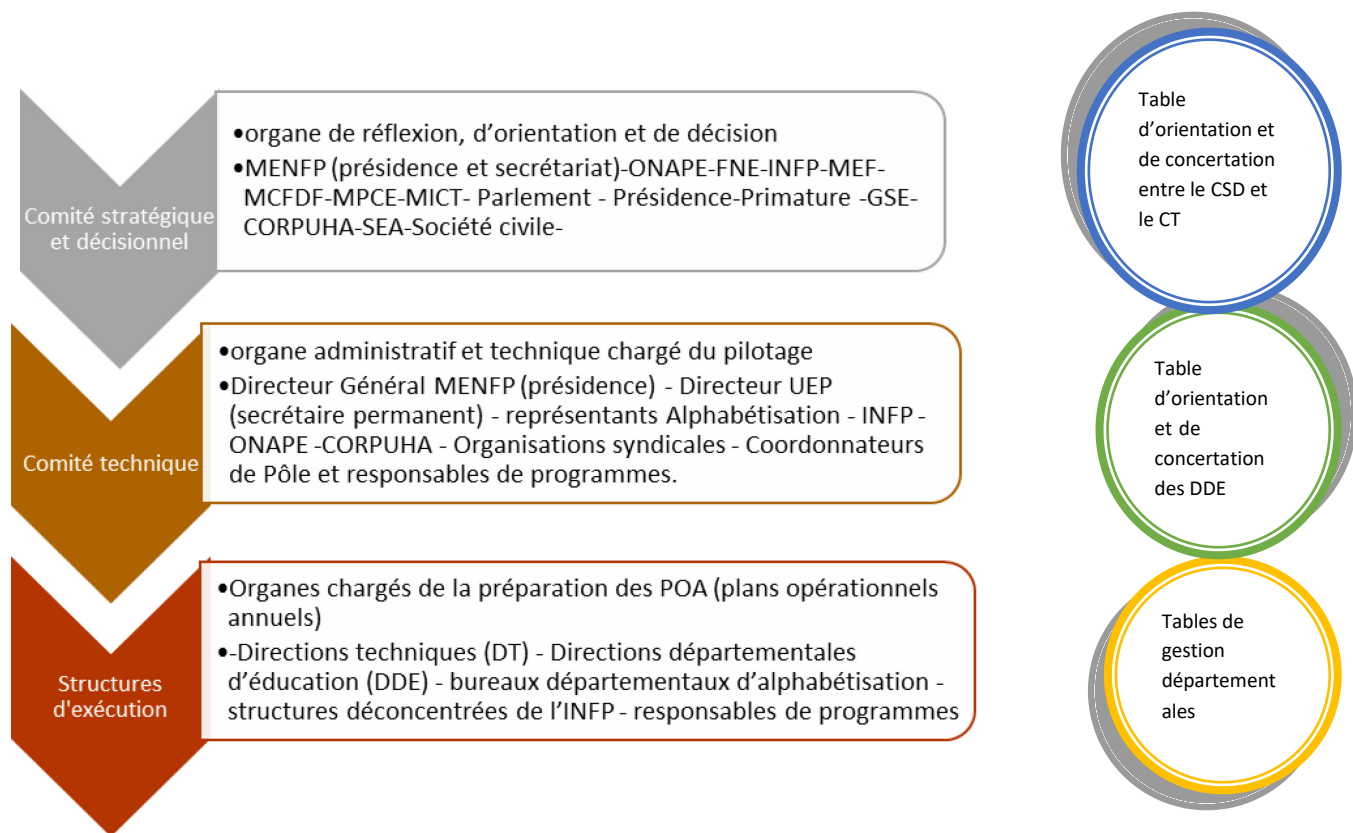 Comité stratégique
et décisionnel
•organe de réflexion, d’orientation et de décision
•MENFP (présidence et secrétariat)-ONAPE-FNE-INFP-MEF-
MCFDF-MPCE-MICT- Parlement - Présidence-Primature -GSE-
CORPUHA-SEA-Société civile-
Comité technique
•organe administratif et technique chargé du pilotage
•Directeur Général MENFP (présidence) - Directeur UEP
(secrétaire permanent) - représentants Alphabétisation - INFP -
ONAPE -CORPUHA - Organisations syndicales - Coordonnateurs
de Pôle et responsables de programmes.
Structures
d'exécution
•Organes chargés de la préparation des POA (plans opérationnels
annuels)
•-Directions techniques (DT) - Directions départementales
d’éducation (DDE) - bureaux départementaux d’alphabétisation -
structures déconcentrées de l’INFP - responsables de programmes
Table
d’orientation et
de concertation
entre le CSD et
le CT
Table
d’orientation
et de
concertation
des DDE
Tables de
gestion
département
ales